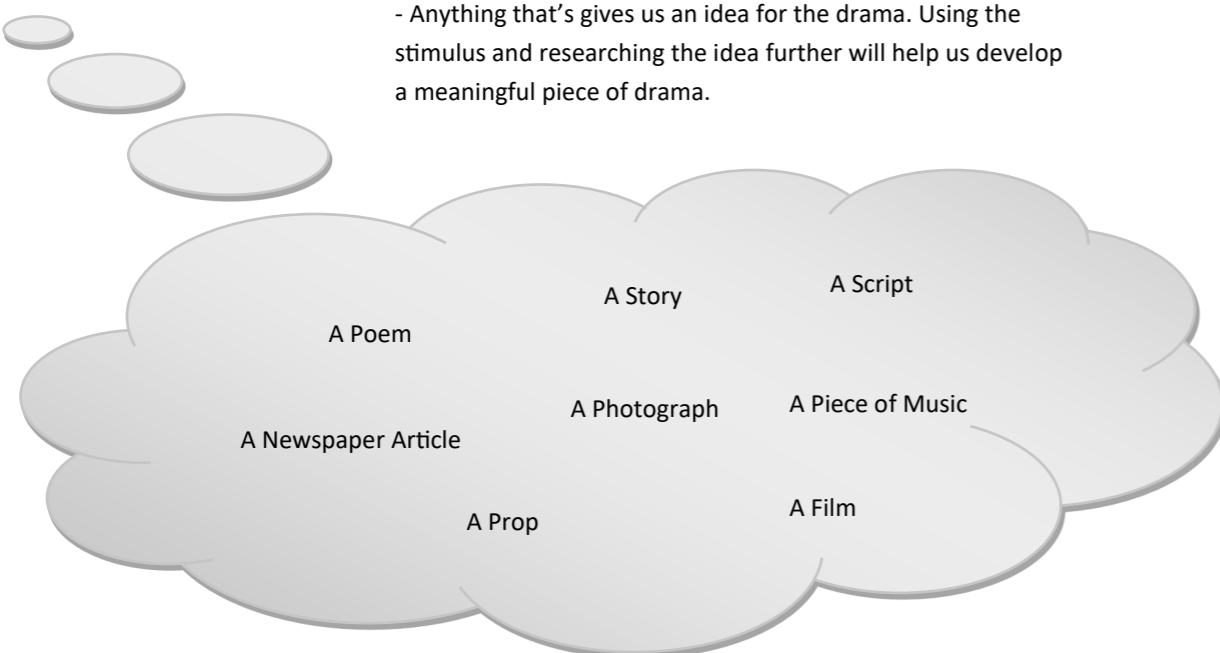 - Anything that’s gives us an idea for the drama. Using the
stimulus and researching the idea further will help us develop
a meaningful piece of drama.
A Story
A Script
A Poem
A Photograph
A Piece of Music
A Newspaper Article
A Prop
A Film